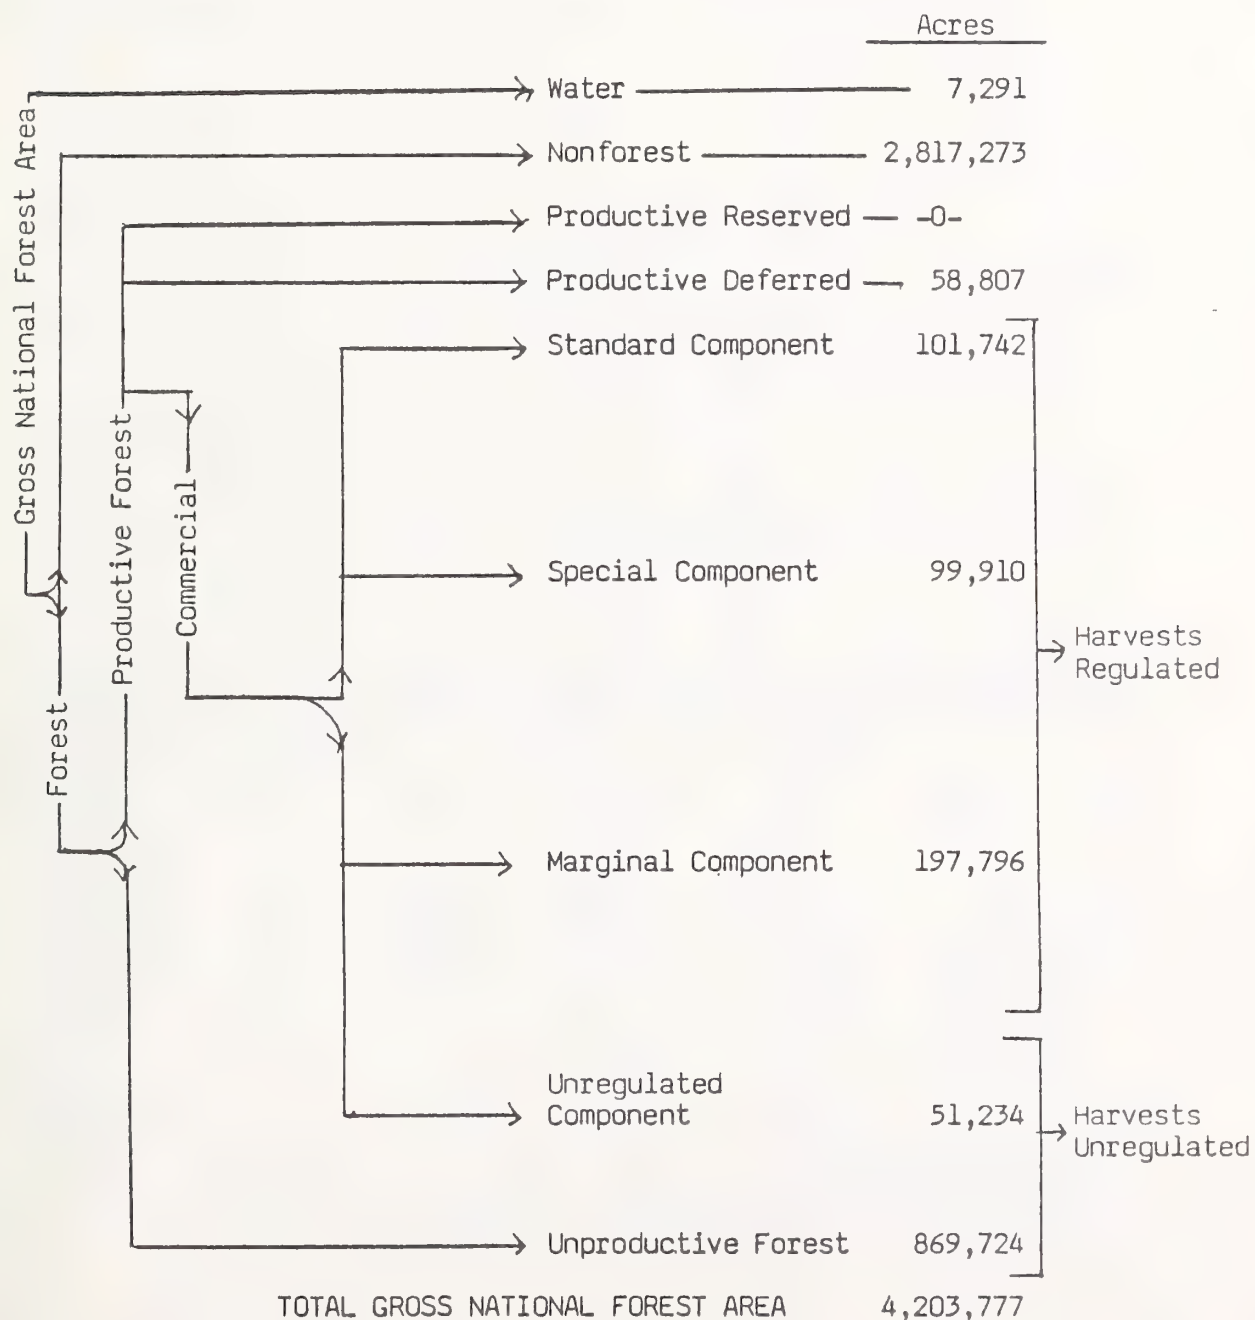 Acres
Water 7,291
Nonforest 2,817,273
Productive Reserved -0-
Productive Deferred 58,807
Standard Component 101,742
Special Component 99,910
Harvests
Regulated
Marginal Component 197,796
Unregulated
Component 51,234
Harvests
Unregulated
Unproductive Forest 869,724
TOTAL GROSS NATIONAL FOREST AREA 4,203,777
Gross National Forest Area
Forest
Productive Forest
Commercial